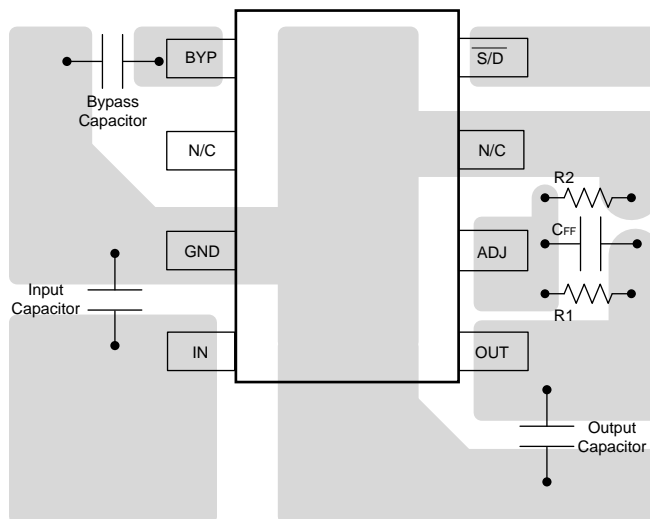 BYP
S/D
Bypass
Capacitor
N/C
N/C
R2
CFF
GND
ADJ
Input
Capacitor
R1
IN
OUT
Output
Capacitor